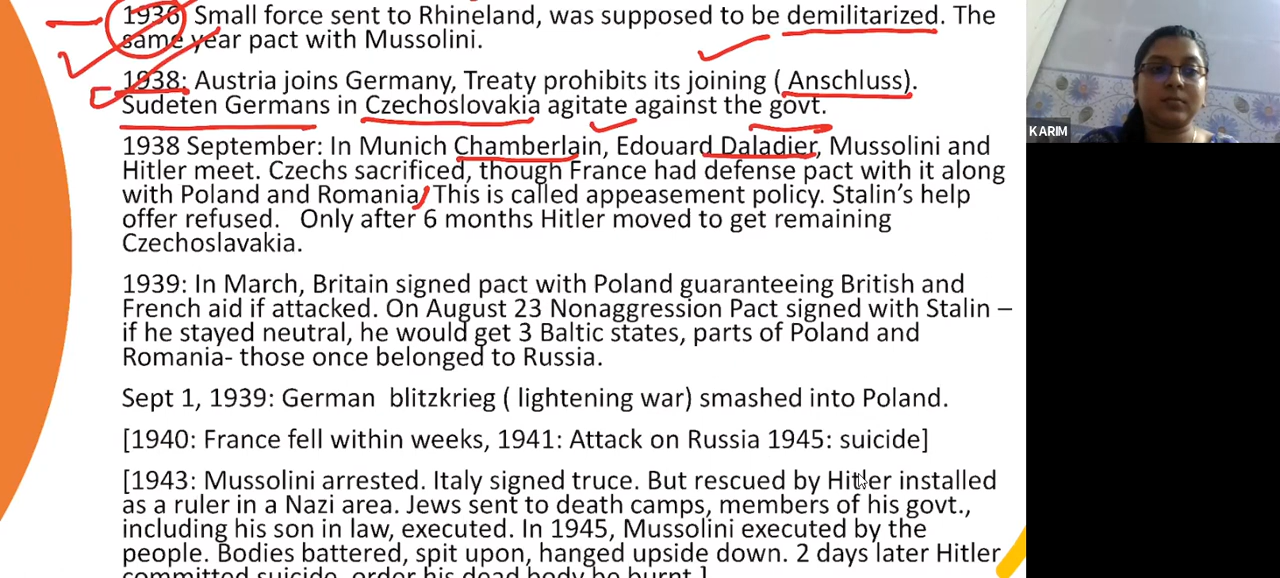 1936) Small force sent to Rhineland, was supposed to be demilitarized. The
same year pact with Mussolini.
1938: Austria joins Germany, Treaty prohibits its joining ( Anschluss).
Sudeten Germans in Czechoslovakia agitate against the govt.
1938 September: In Munich Chamberlain, Edouard Daladier, Mussolini and
Hitler meet. Czechs sacrificed, though France had defense pact with it along
with Poland and Romania. This is called appeasement policy. Stalin's help
offer refused. Only after 6 months Hitler moved to get remaining
Czechoslavakia.
1939: In March, Britain signed pact with Poland guaranteeing British and
French aid if attacked. On August 23 Nonaggression Pact signed with Stalin –
if he stayed neutral, he would get 3 Baltic states, parts of Poland and
Romania- those once belonged to Russia.
Sept 1, 1939: German blitzkrieg ( lightening war) smashed into Poland.
[1940: France fell within weeks, 1941: Attack on Russia 1945: suicide]
[1943: Mussolini arrested. Italy signed truce. But rescued by Hitler installed
as a ruler in a Nazi area. Jews sent to death camps, members of his govt.,
including his son in law, executed. In 1945, Mussolini executed by the
people. Bodies battered, spit upon, hanged upside down. 2 days later Hitler
committed suicide, order his dead body be burnt.]
KARIM